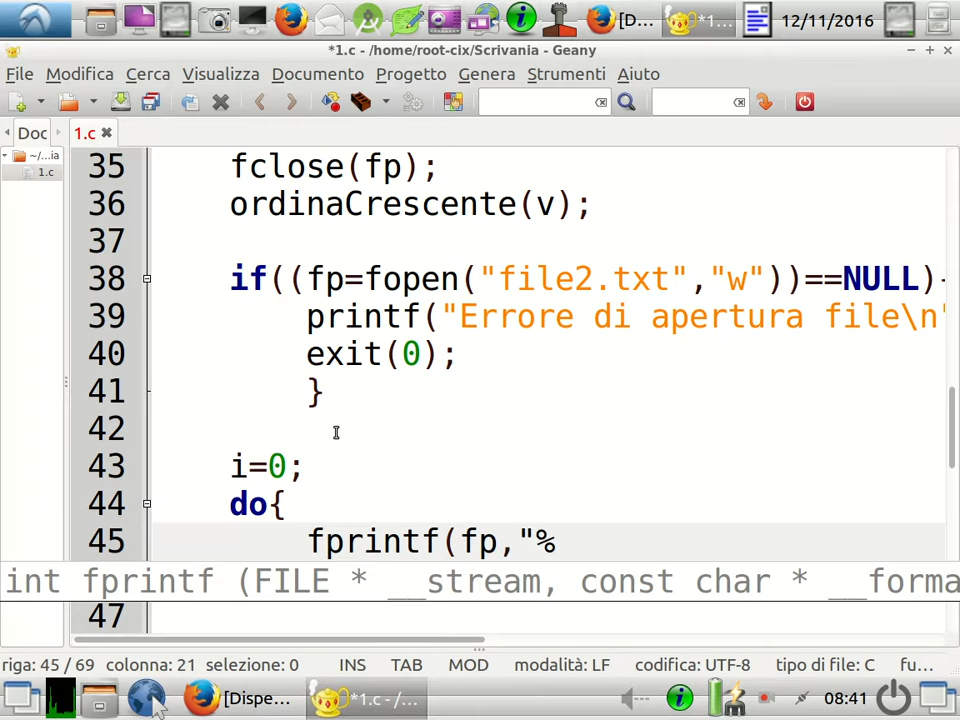 [D... *1... 12/11/2016
*1.c - /home/root-cix/Scrivania - Geany
File Modifica Cerca Visualizza Documento Progetto Genera Strumenti Aiuto
Doc 1.c
~/...ia
1.c
35 fclose(fp);
36 ordinaCrescente(v);
37
38 if((fp=fopen("file2.txt","w"))==NULL){
39 printf("Errore di apertura file\n"
40 exit(0);
41 }
42
43 i=0;
44 do{
45 fprintf(fp,"%
int fprintf (FILE * __stream, const char * __forma
47
riga: 45 / 69 colonna: 21 selezione: 0 INS TAB MOD modalità: LF codifica: UTF-8 tipo di file: C fu...
[Dispe... *1.c - /... 08:41